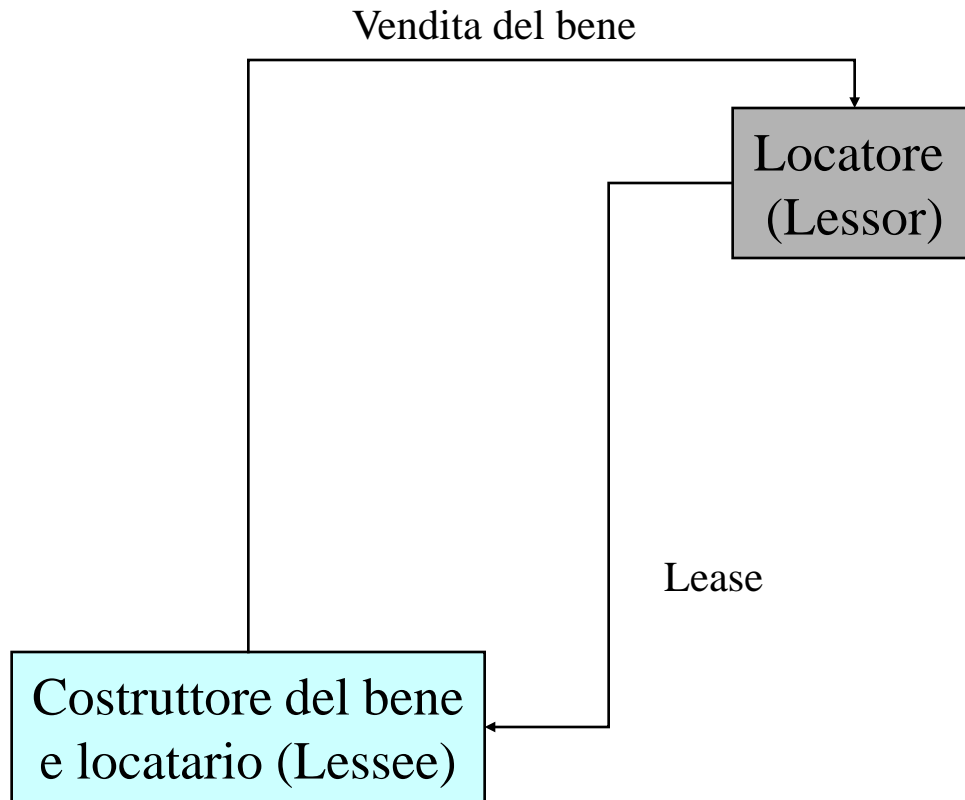 Vendita del bene
Locatore
(Lessor)
Lease
Costruttore del bene
e locatario (Lessee)